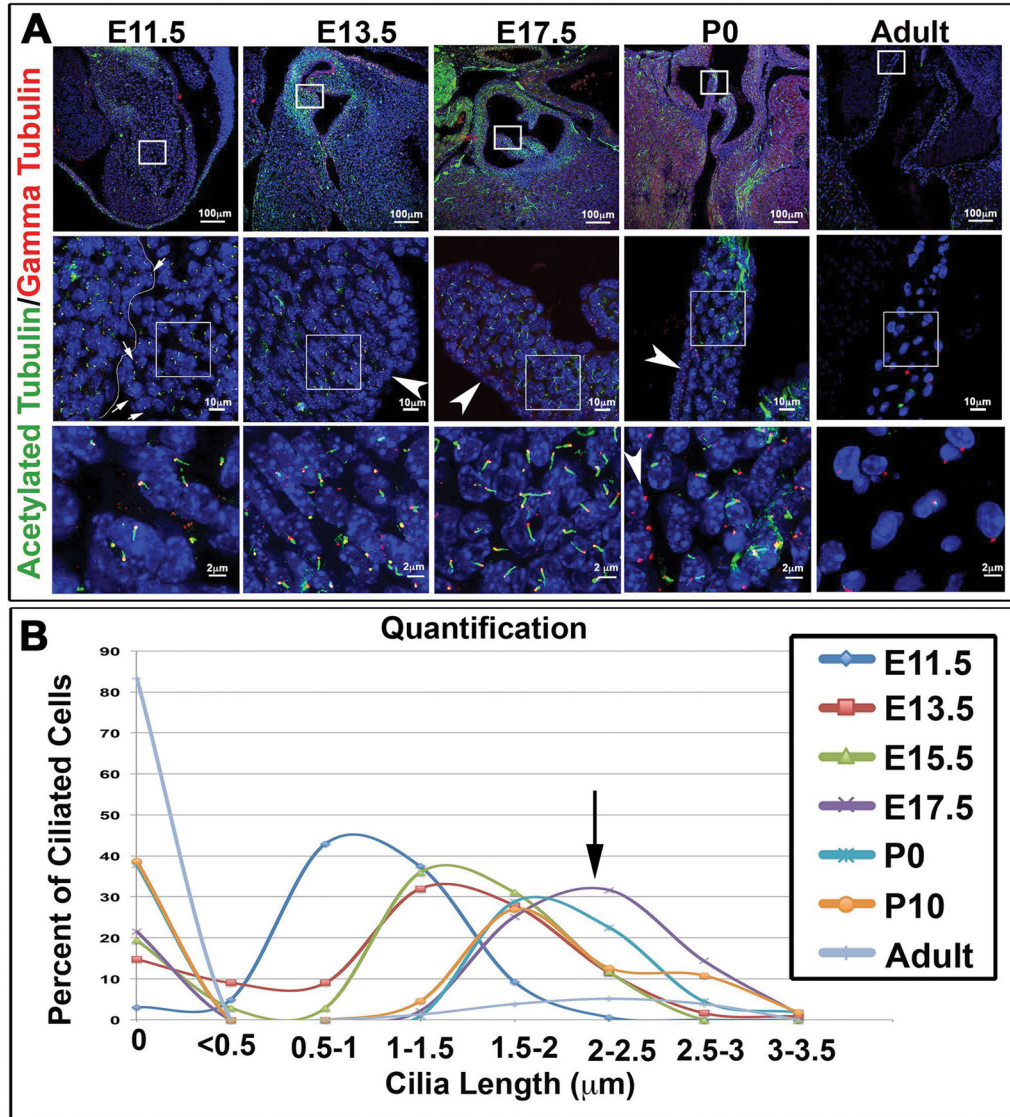 A
E11.5 E13.5 E17.5 P0 Adult
Acetylated Tubulin/Gamma Tubulin
100μm 100μm 100μm 100μm 100μm
10μm 10μm 10μm 10μm 10μm
2μm 2μm 2μm 2μm 2μm
B
Quantification
Percent of Ciliated Cells
90
80
70
60
50
40
30
20
10
0
0 <0.5 0.5-1 1-1.5 1.5-2 2-2.5 2.5-3 3-3.5
Cilia Length (μm)
E11.5
E13.5
E15.5
E17.5
P0
P10
Adult